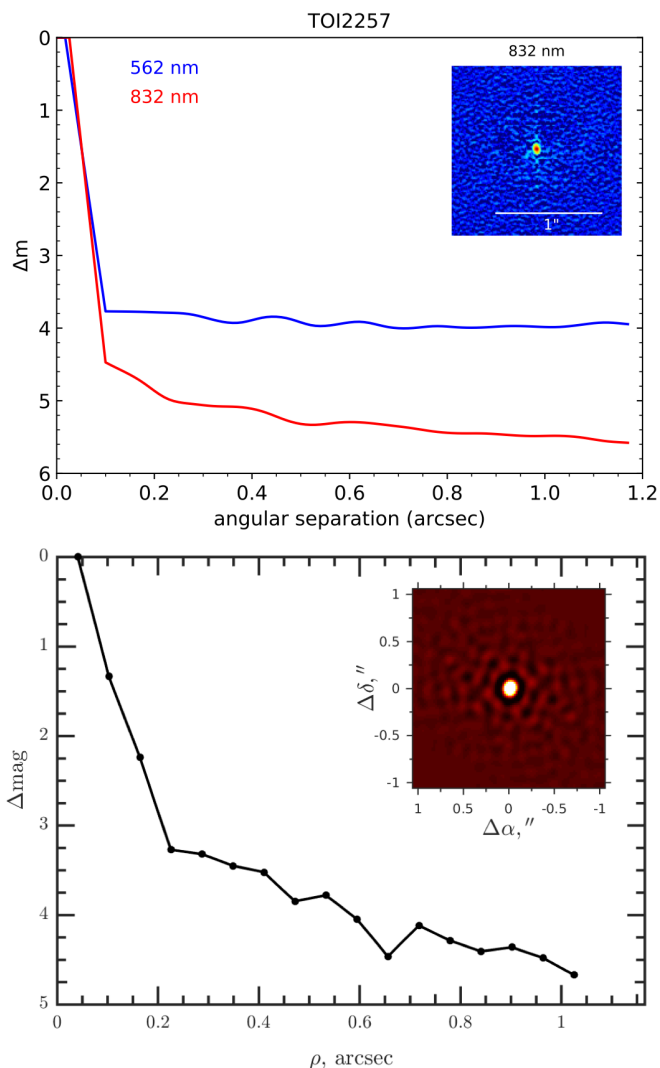 TOI2257
0
1
2
3
4
5
6
Δm
562 nm
832 nm
832 nm
1"
0.0 0.2 0.4 0.6 0.8 1.0 1.2
angular separation (arcsec)
0
1
2
3
4
5
Δmag
1
0.5
0
-0.5
-1
Δδ,″
1 0.5 0 -0.5 -1
Δα,″
0 0.2 0.4 0.6 0.8 1
ρ, arcsec